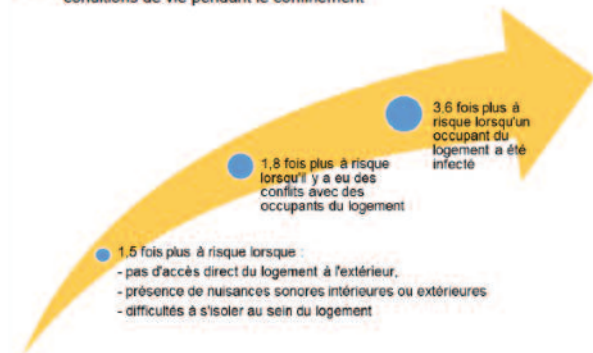 conditions de vie pendant le confinement
3,6 fois plus à
risque lorsqu'un
occupant du
logement a été
infecté
1,8 fois plus à risque
lorsqu'il y a eu des
conflits avec des
occupants du logement
1,5 fois plus à risque lorsque :
- pas d'accès direct du logement à l'extérieur,
- présence de nuisances sonores intérieures ou extérieures
- difficultés à s'isoler au sein du logement